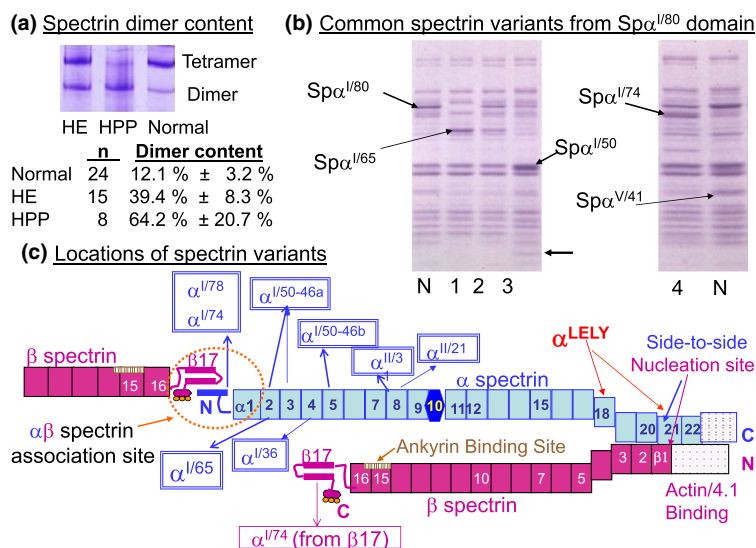 (a) Spectrin dimer content
Tetramer
Dimer
HE HPP Normal
n Dimer content
Normal 24 12.1 % ± 3.2 %
HE 15 39.4 % ± 8.3 %
HPP 8 64.2 % ± 20.7 %
(b) Common spectrin variants from Spα^I/80 domain
Spα^I/80
Spα^I/65
Spα^I/50
Spα^I/74
Spα^V/41
N 1 2 3
4 N
(c) Locations of spectrin variants
α^I/78
α^I/74
α^I/50-46a
α^I/50-46b
α^II/3
α^II/21
α^LELY
Side-to-side
Nucleation site
β spectrin
β17
α spectrin
15 16
N
α1 2 3 4 5 7 8 9 10 11 12 15 18 20 21 22
C
αβ spectrin
association site
α^I/65
α^I/36
Ankyrin Binding Site
β17
16 15 10 7 5 3 2 β1
N
C
β spectrin
Actin/4.1
Binding
α^I/74 (from β17)